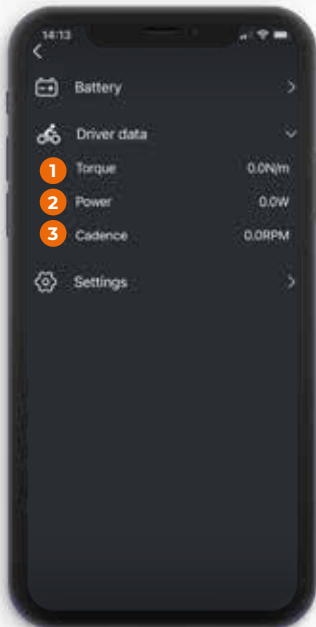 14:13
Battery
Driver data
1 Torque 0.0N/m
2 Power 0.0W
3 Cadence 0.0RPM
Settings